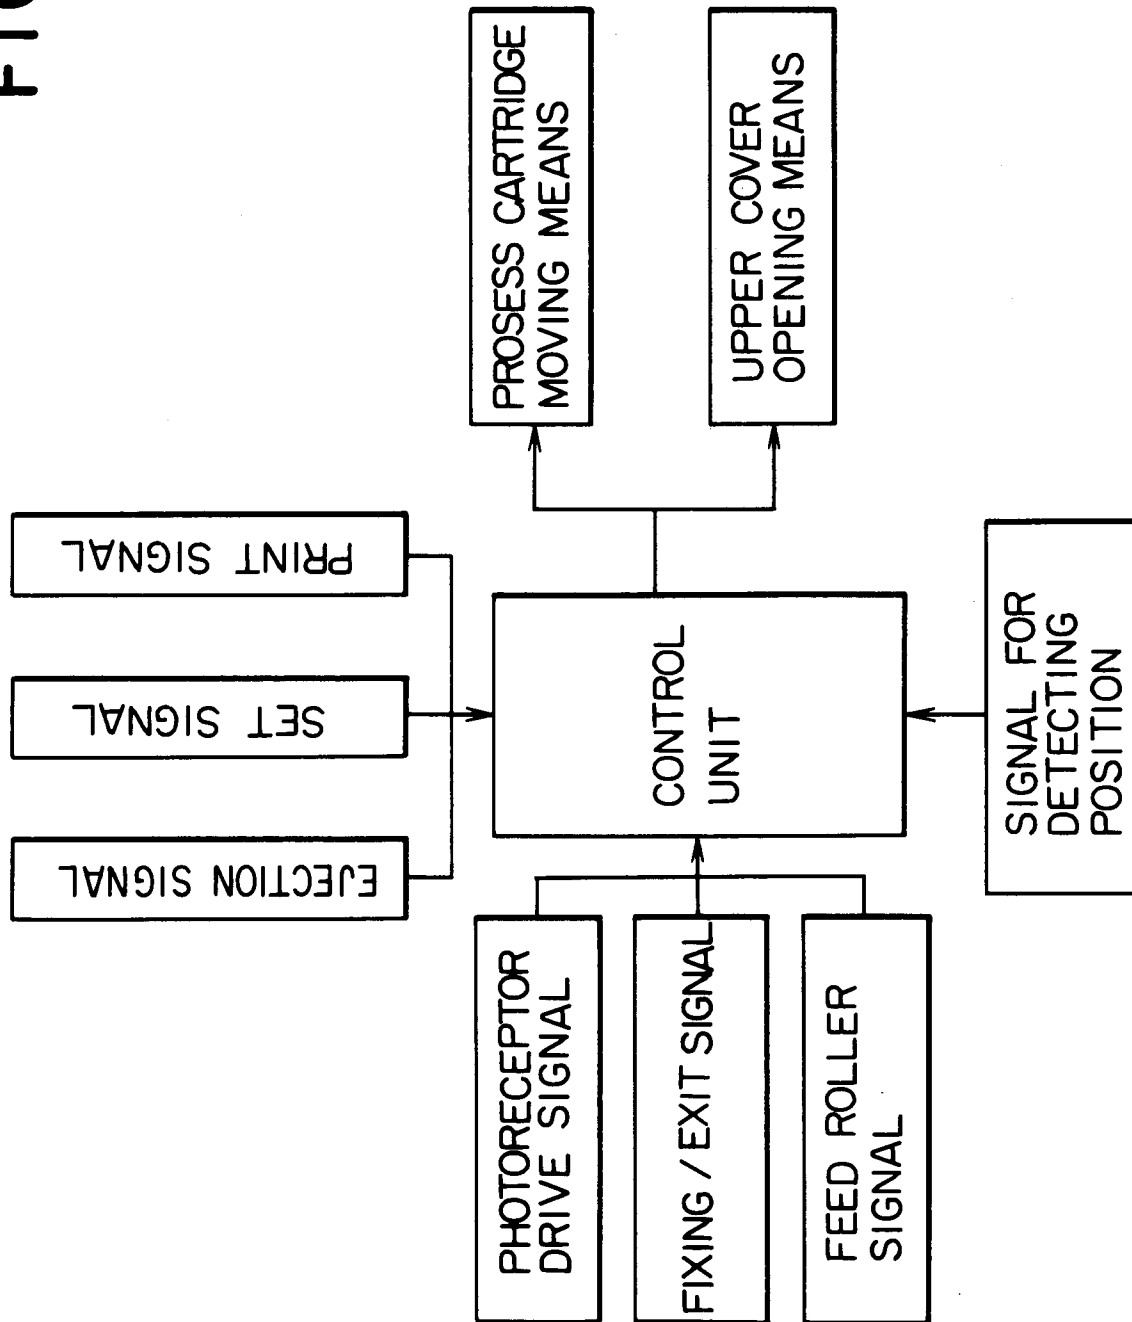 FIG
PROSESS CARTRIDGE
MOVING MEANS
UPPER COVER
OPENING MEANS
PRINT SIGNAL
SET SIGNAL
EJECTION SIGNAL
CONTROL
UNIT
PHOTORECEPTOR
DRIVE SIGNAL
FIXING / EXIT SIGNAL
FEED ROLLER
SIGNAL
SIGNAL FOR
DETECTING
POSITION